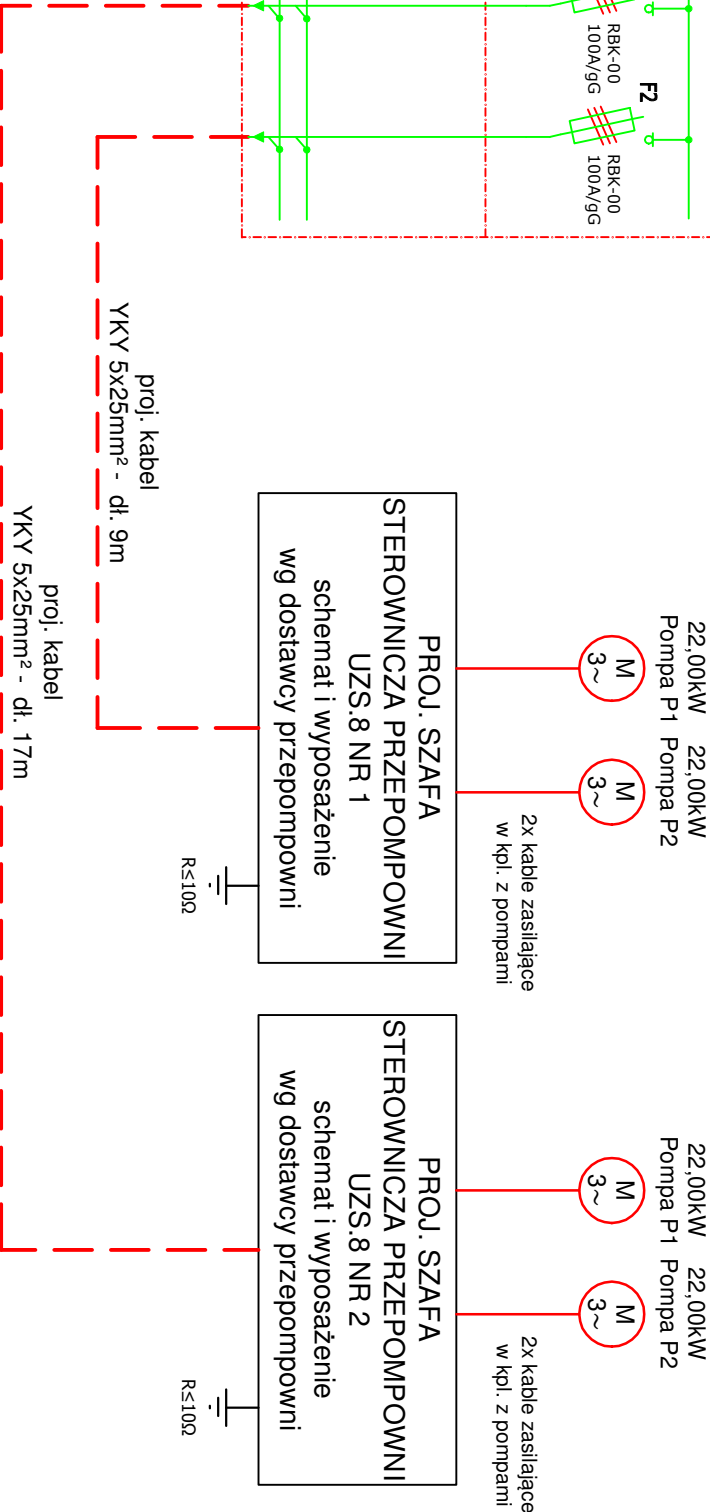 RBK-00
100A/gG
F2
RBK-00
100A/gG
proj. kabel
YKY 5x25mm² - dł. 9m
proj. kabel
YKY 5x25mm² - dł. 17m
22,00kW
Pompa P1
22,00kW
Pompa P2
M
3~
M
3~
2x kable zasilające
w kpl. z pompami
PROJ. SZAFA
STEROWNICZA PRZEPOMPOWNI
UZS.8 NR 1
schemat i wyposażenie
wg dostawcy przepompowni
R≤10Ω
22,00kW
Pompa P1
22,00kW
Pompa P2
M
3~
M
3~
2x kable zasilające
w kpl. z pompami
PROJ. SZAFA
STEROWNICZA PRZEPOMPOWNI
UZS.8 NR 2
schemat i wyposażenie
wg dostawcy przepompowni
R≤10Ω